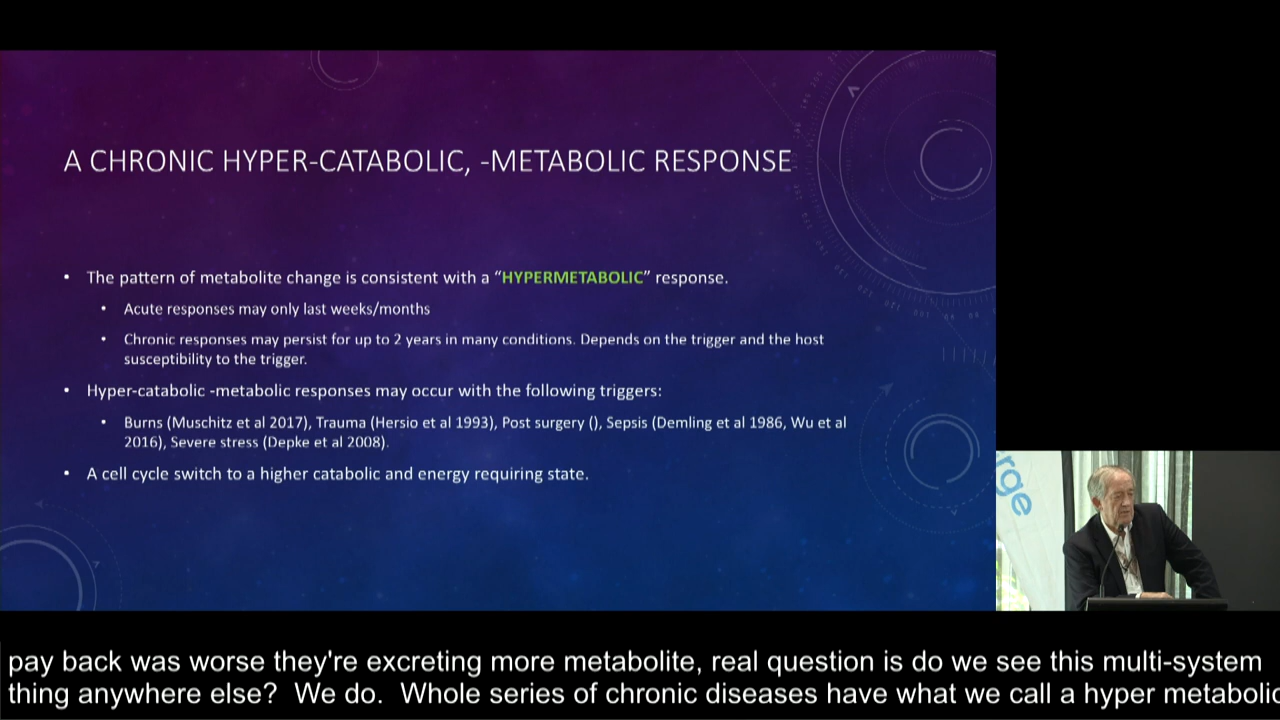 A CHRONIC HYPER-CATABOLIC, -METABOLIC RESPONSE
• The pattern of metabolite change is consistent with a “HYPERMETABOLIC” response.
• Acute responses may only last weeks/months
• Chronic responses may persist for up to 2 years in many conditions. Depends on the trigger and the host
susceptibility to the trigger.
• Hyper-catabolic -metabolic responses may occur with the following triggers:
• Burns (Muschitz et al 2017), Trauma (Hersio et al 1993), Post surgery (), Sepsis (Demling et al 1986, Wu et al
2016), Severe stress (Depke et al 2008).
• A cell cycle switch to a higher catabolic and energy requiring state.
rge
pay back was worse they're excreting more metabolite, real question is do we see this multi-system
thing anywhere else?  We do.  Whole series of chronic diseases have what we call a hyper metabolic